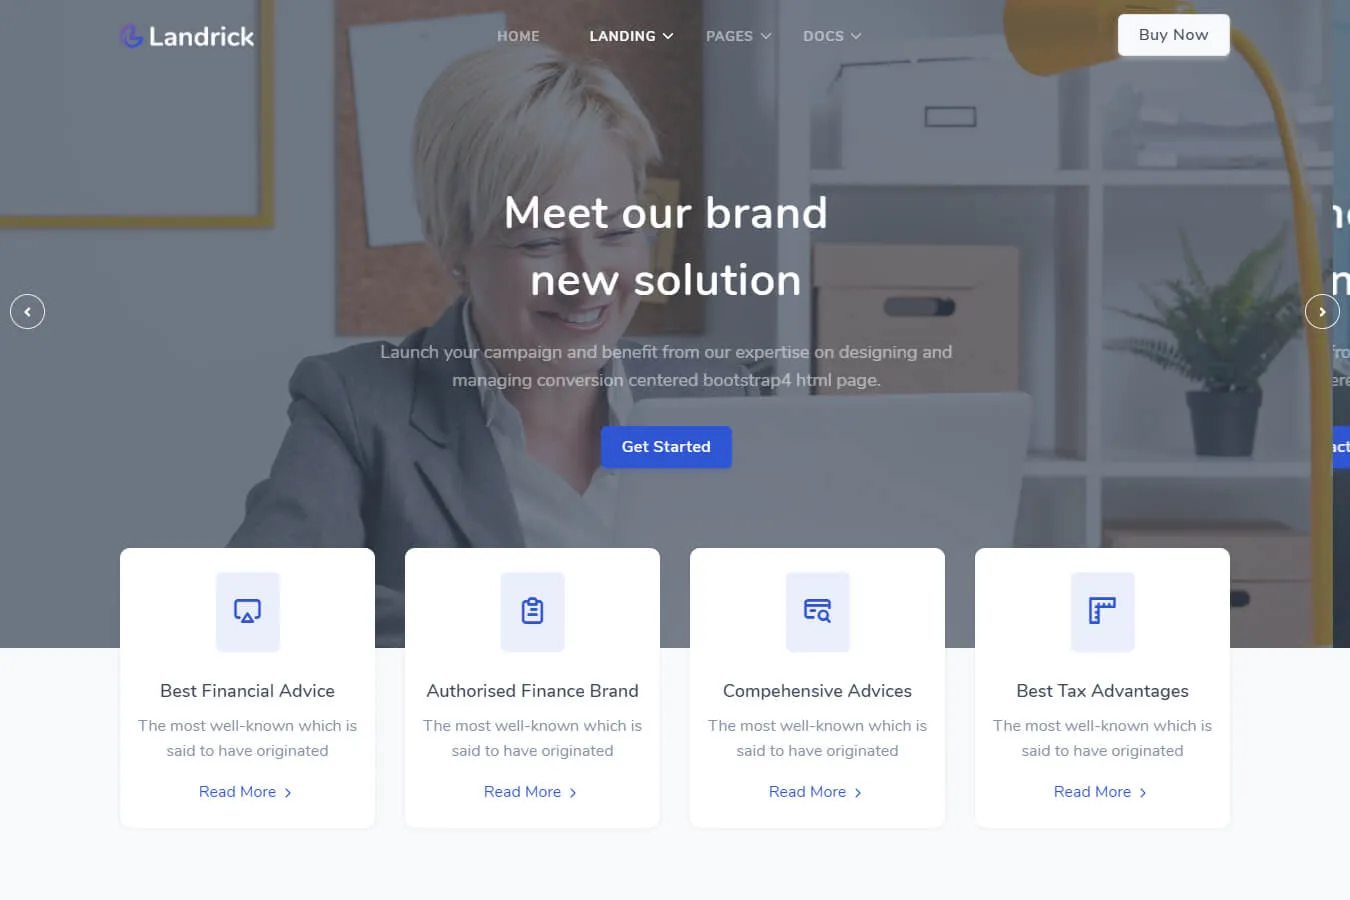 Landrick
HOME
LANDING
PAGES
DOCS
Buy Now
Meet our brand
new solution
Launch your campaign and benefit from our expertise on designing and
managing conversion centered bootstrap4 html page.
Get Started
Best Financial Advice
The most well-known which is
said to have originated
Read More
Authorised Finance Brand
The most well-known which is
said to have originated
Read More
Compehensive Advices
The most well-known which is
said to have originated
Read More
Best Tax Advantages
The most well-known which is
said to have originated
Read More